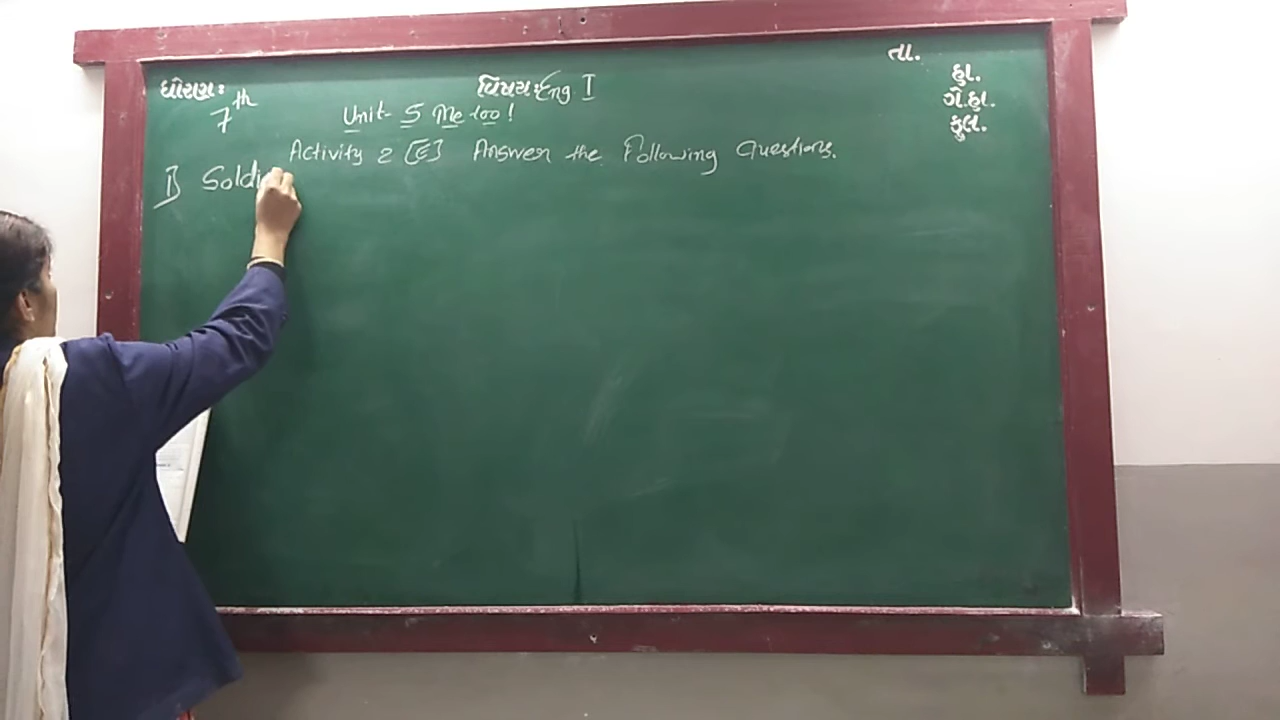 તા.
ધોરણઃ વિષયઃ Eng I હા.
7th Unit- 5 Me too! ગે.હા.
કુલ.
Activity 2 [E] Answer the Following Questions.
1) Soldi